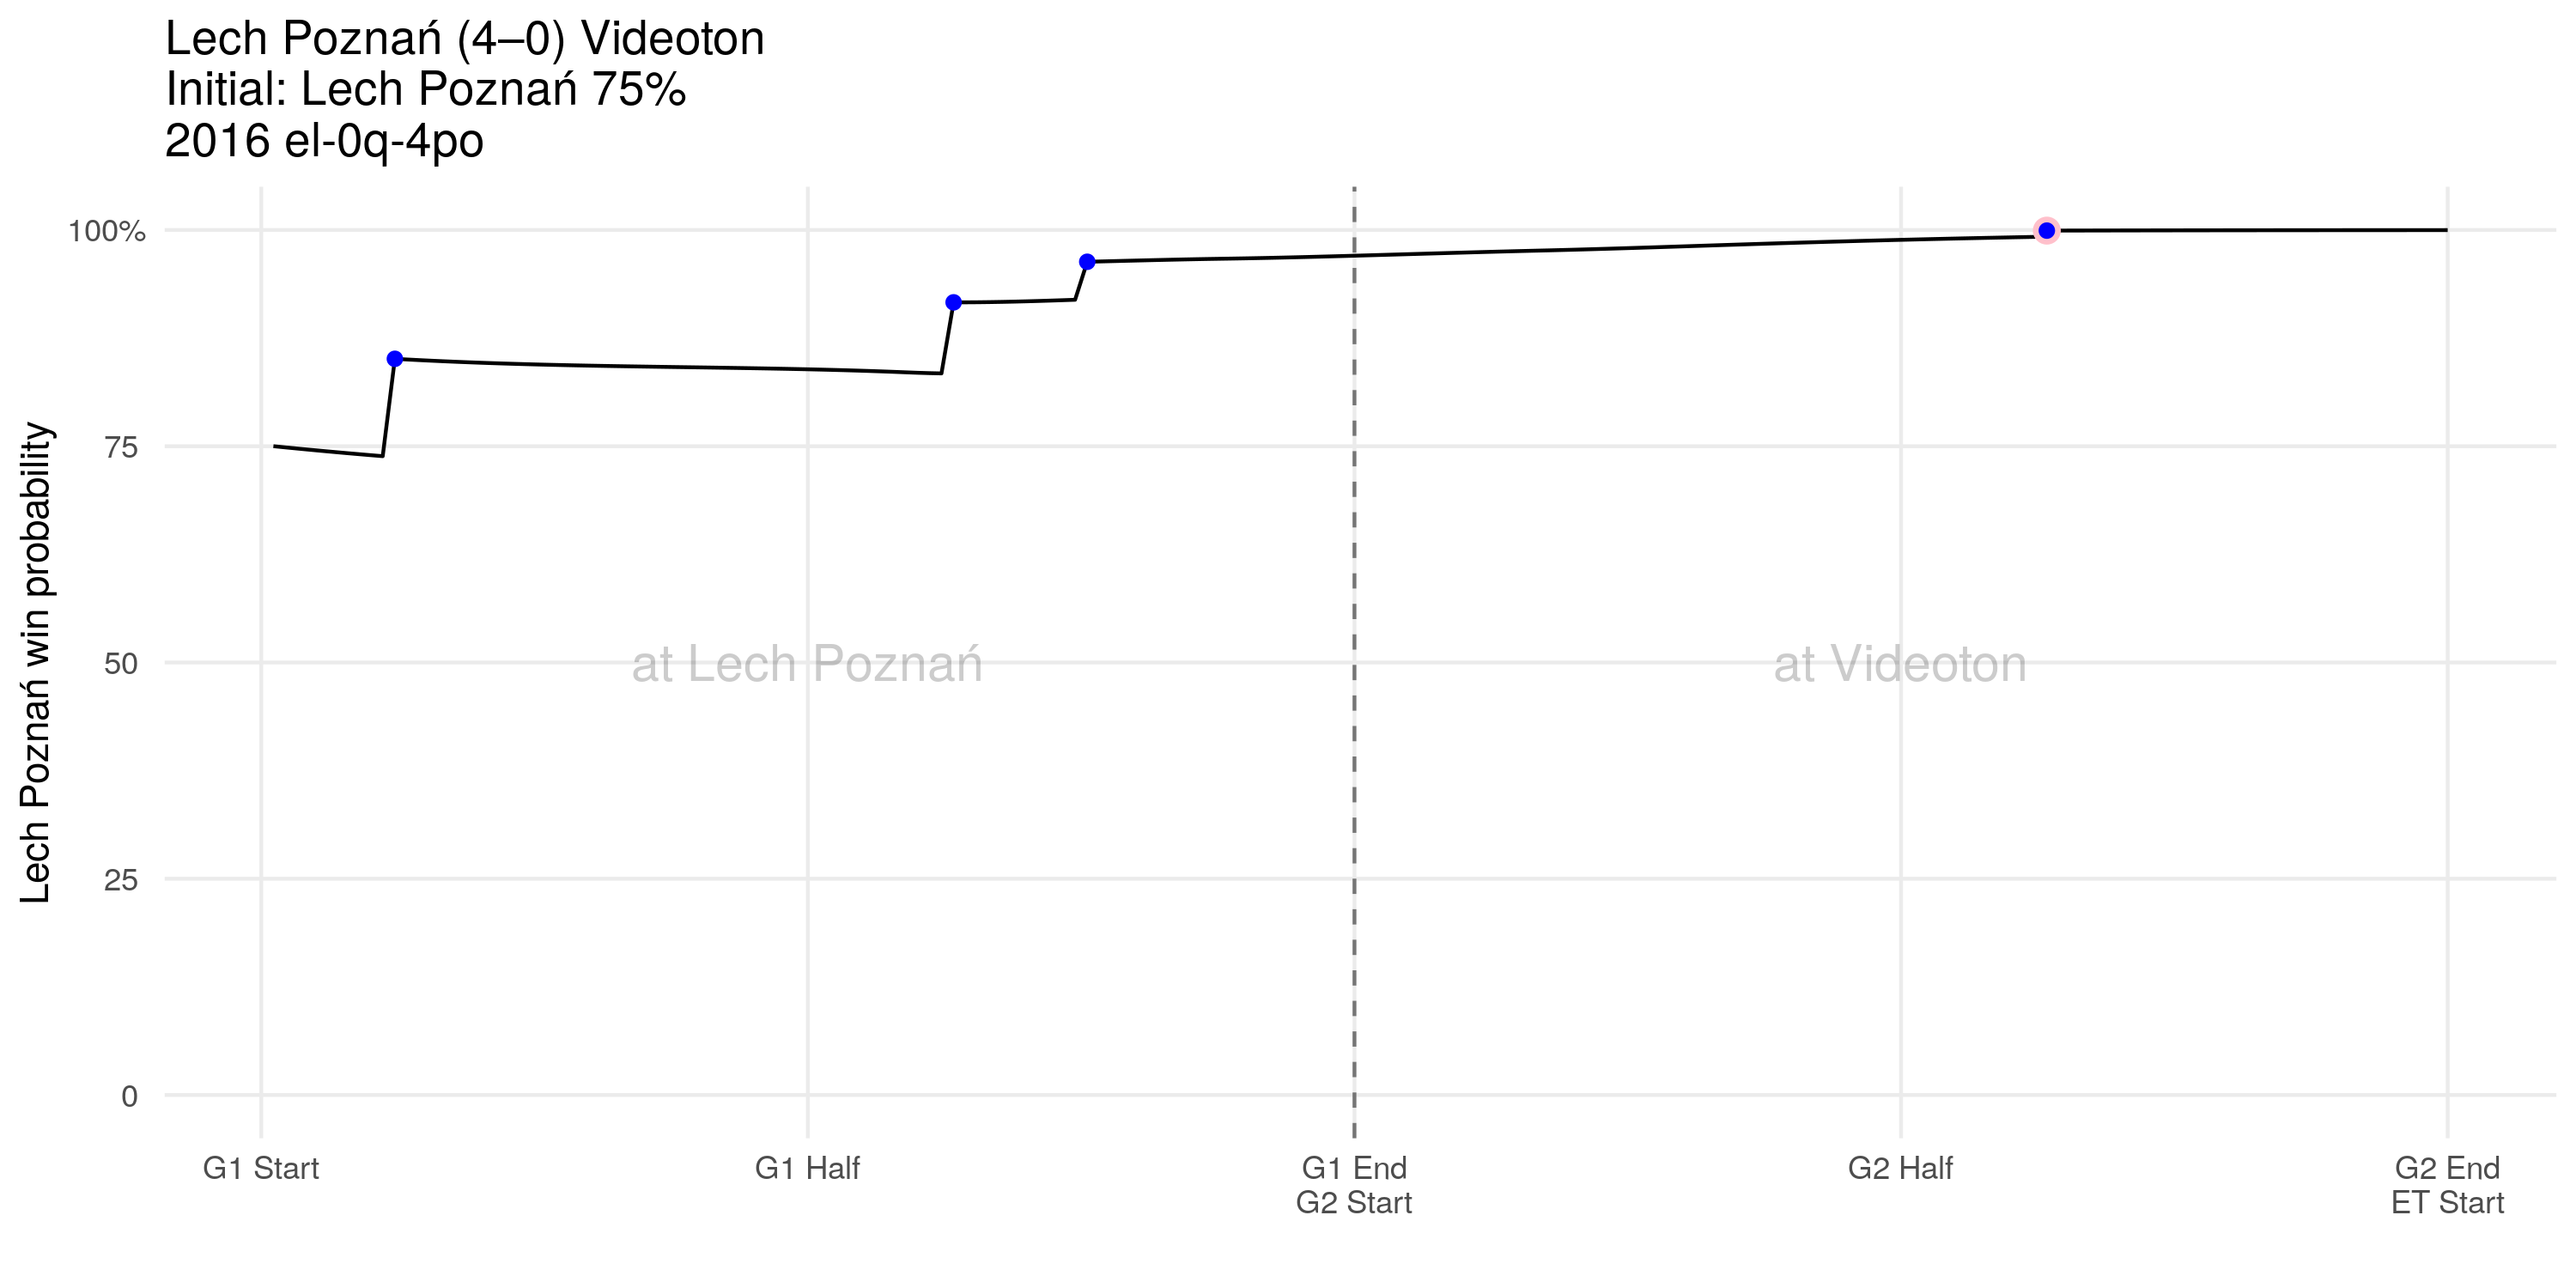 Lech Poznań (4–0) Videoton
Initial: Lech Poznań 75%
2016 el-0q-4po
Lech Poznań win probability
100%
75
50
25
0
at Lech Poznań
at Videoton
G1 Start
G1 Half
G1 End
G2 Start
G2 Half
G2 End
ET Start